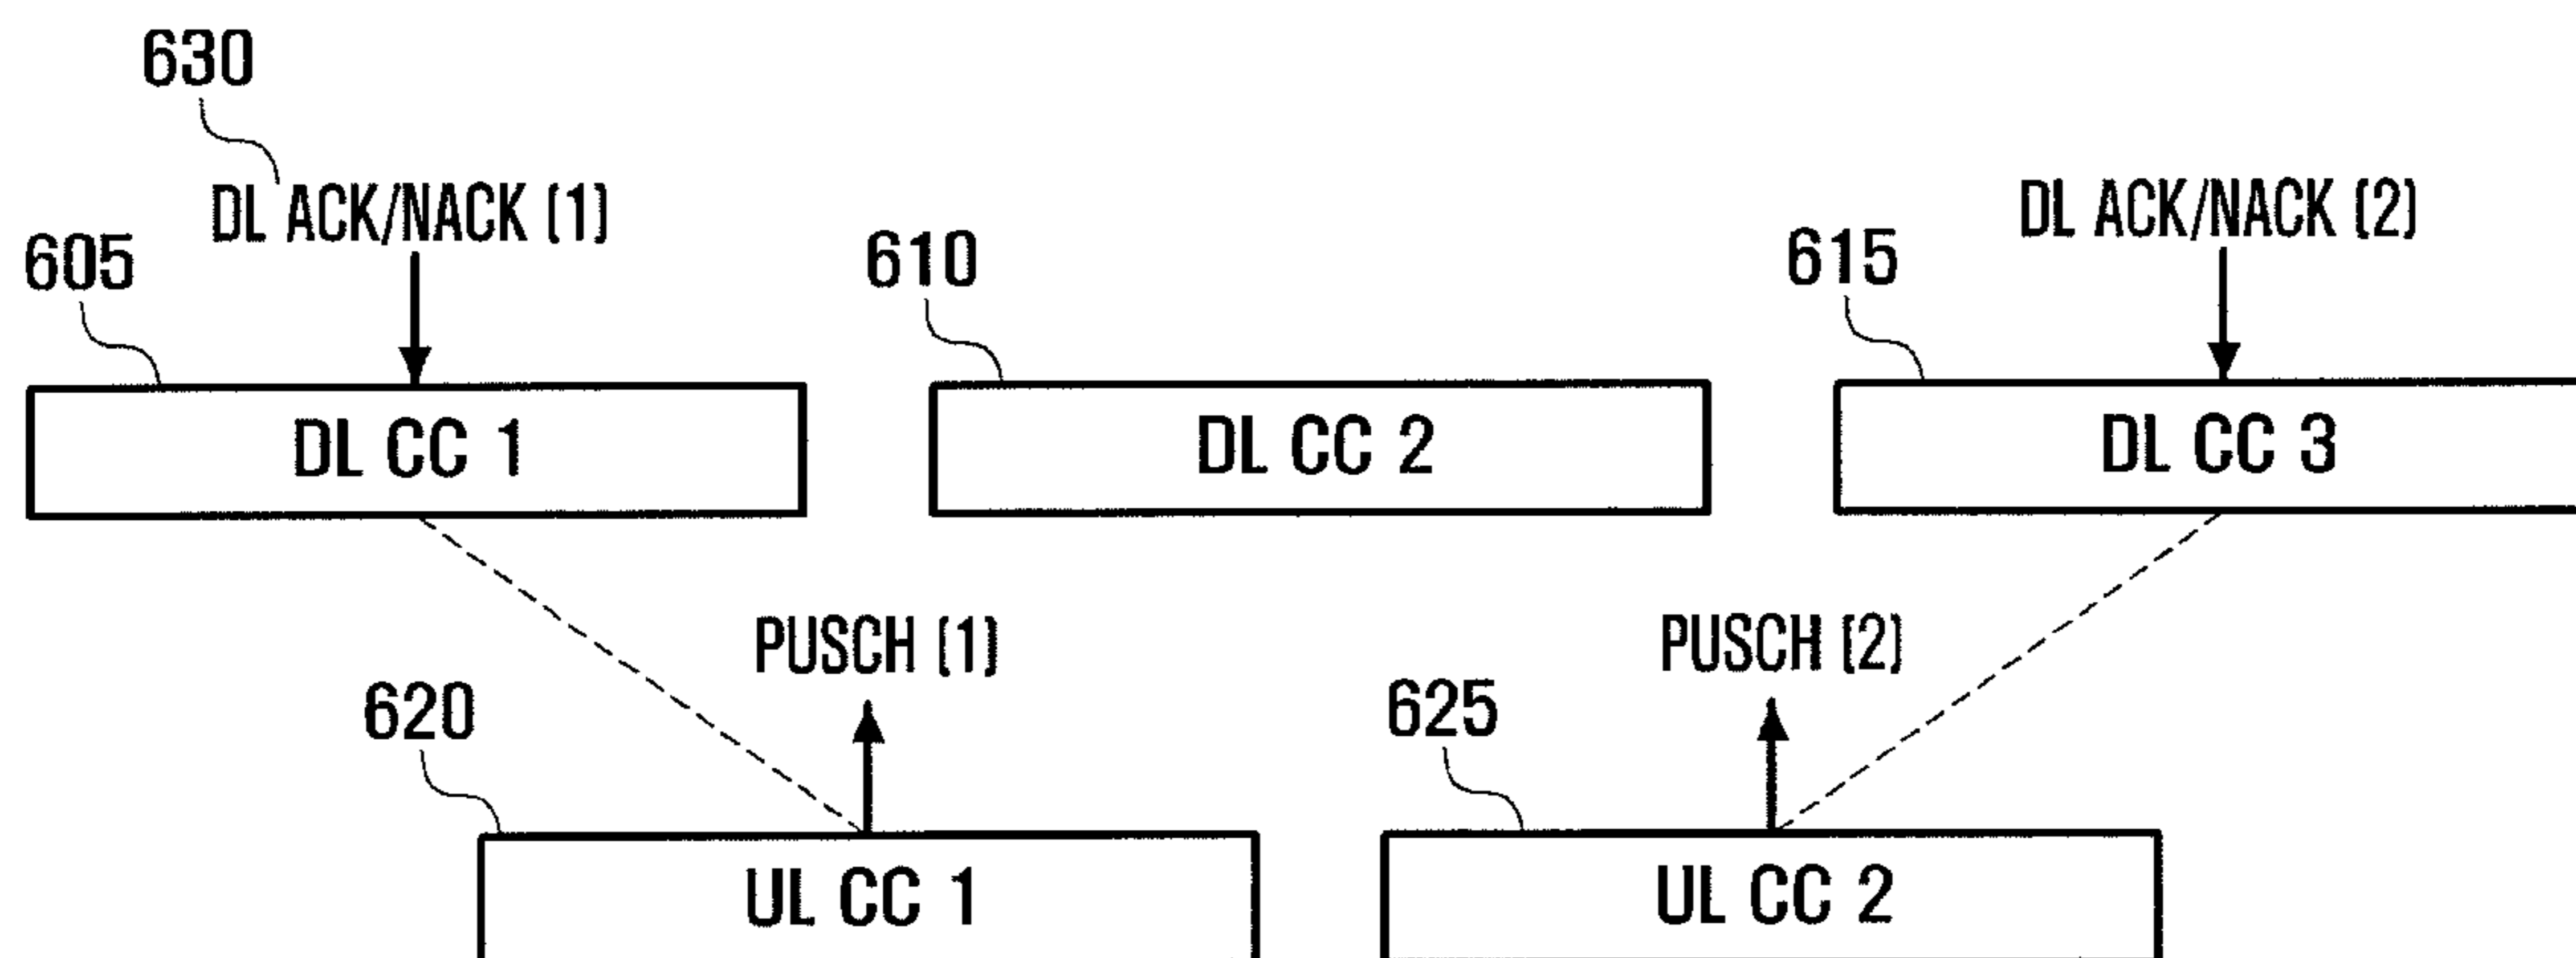 630
DL ACK/NACK (1)
DL ACK/NACK (2)
605
610
615
DL CC 1
DL CC 2
DL CC 3
PUSCH (1)
PUSCH (2)
620
625
UL CC 1
UL CC 2